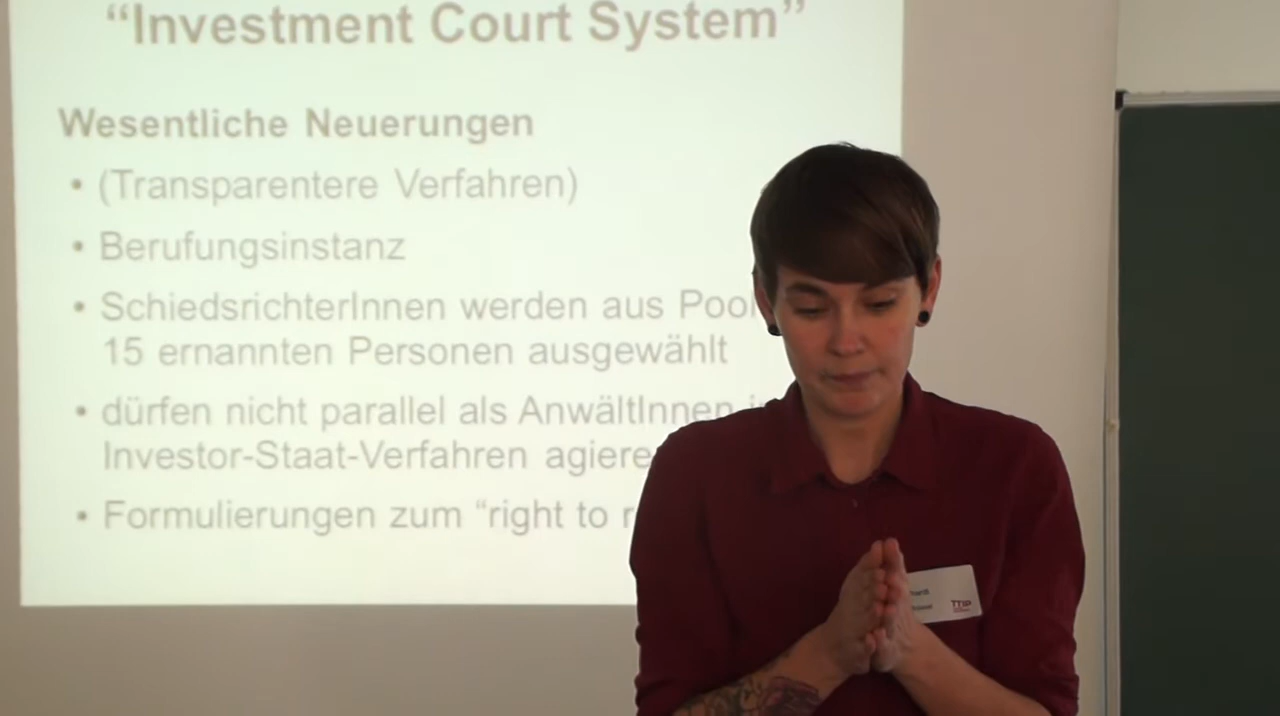 “Investment Court System”
Wesentliche Neuerungen
• (Transparentere Verfahren)
• Berufungsinstanz
• SchiedsrichterInnen werden aus Pool
15 ernannten Personen ausgewählt
• dürfen nicht parallel als AnwältInnen
Investor-Staat-Verfahren agiere
• Formulierungen zum “right to
TTIP